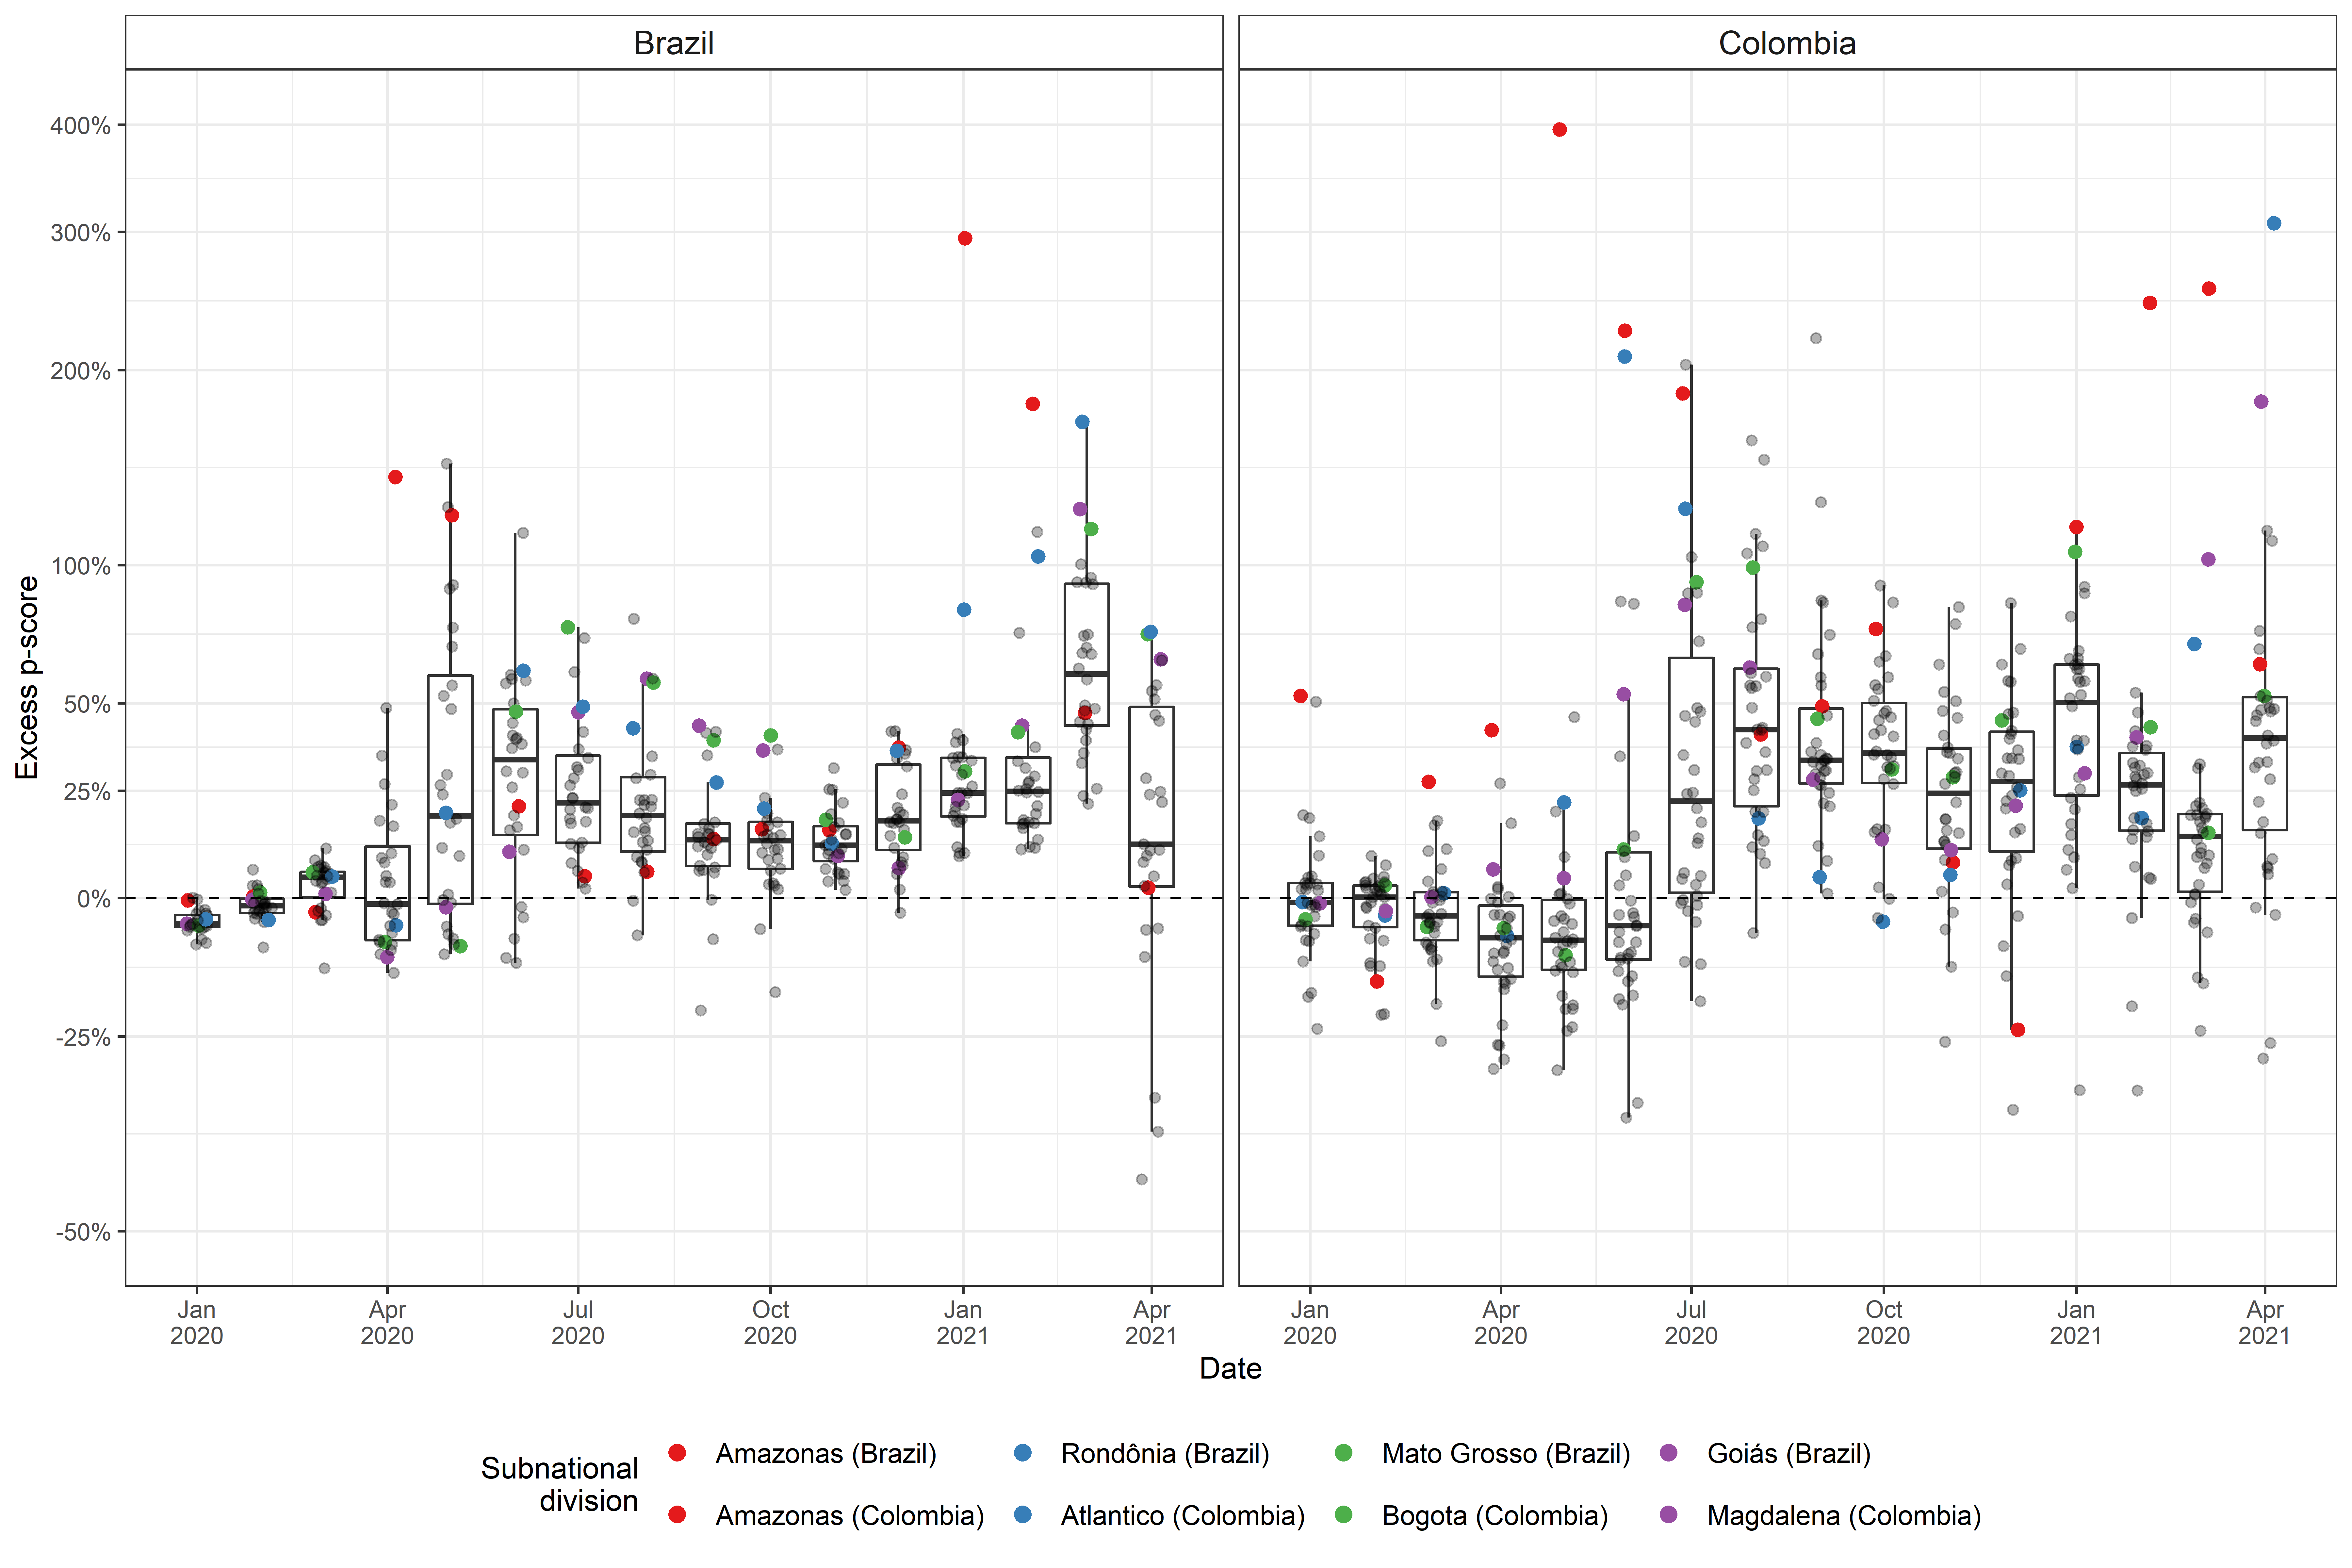 Brazil
Colombia
Excess p-score
400%
300%
200%
100%
50%
25%
0%
-25%
-50%
Jan Apr Jul Oct Jan Apr Jan Apr Jul Oct Jan Apr
2020 2020 2020 2020 2021 2021 2020 2020 2020 2020 2021 2021
Date
Subnational
division
Amazonas (Brazil) Rondônia (Brazil) Mato Grosso (Brazil) Goiás (Brazil)
Amazonas (Colombia) Atlantico (Colombia) Bogota (Colombia) Magdalena (Colombia)